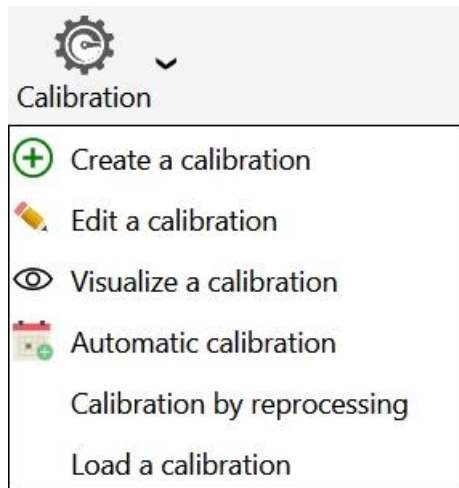 Calibration
Create a calibration
Edit a calibration
Visualize a calibration
Automatic calibration
Calibration by reprocessing
Load a calibration